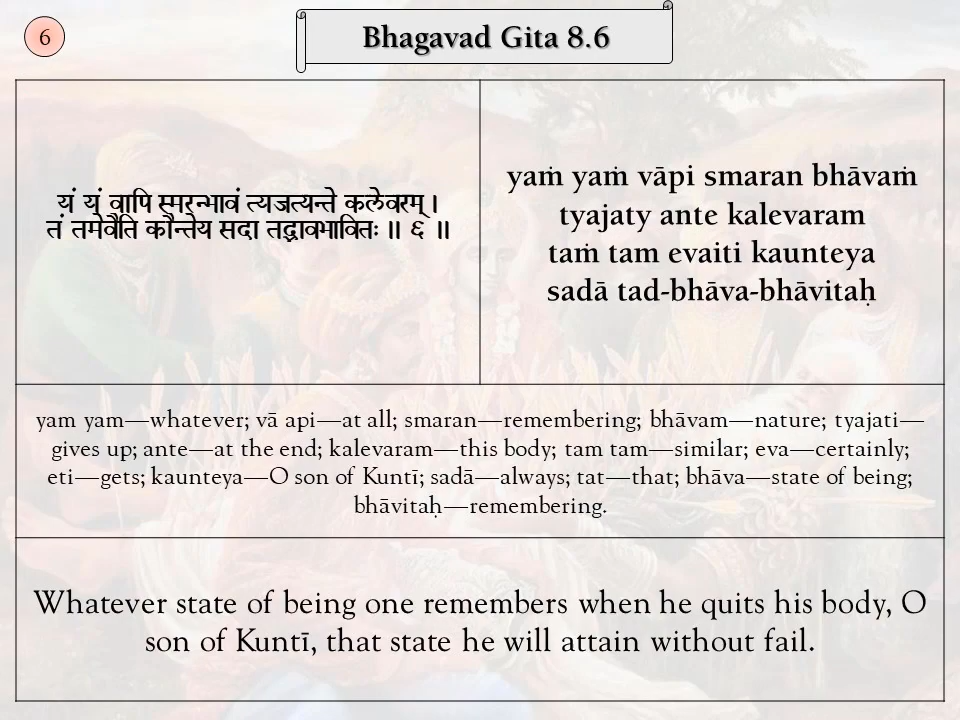 6
Bhagavad Gita 8.6
यं यं वापि स्मरन्भावं त्यजत्यन्ते कलेवरम् ।
तं तमेवैति कौन्तेय सदा तद्भावभावितः ॥ ६ ॥
yaṁ yaṁ vāpi smaran bhāvaṁ
tyajaty ante kalevaram
taṁ tam evaiti kaunteya
sadā tad-bhāva-bhāvitaḥ
yam yam—whatever; vā api—at all; smaran—remembering; bhāvam—nature; tyajati—
gives up; ante—at the end; kalevaram—this body; tam tam—similar; eva—certainly;
eti—gets; kaunteya—O son of Kuntī; sadā—always; tat—that; bhāva—state of being;
bhāvitaḥ—remembering.
Whatever state of being one remembers when he quits his body, O
son of Kuntī, that state he will attain without fail.